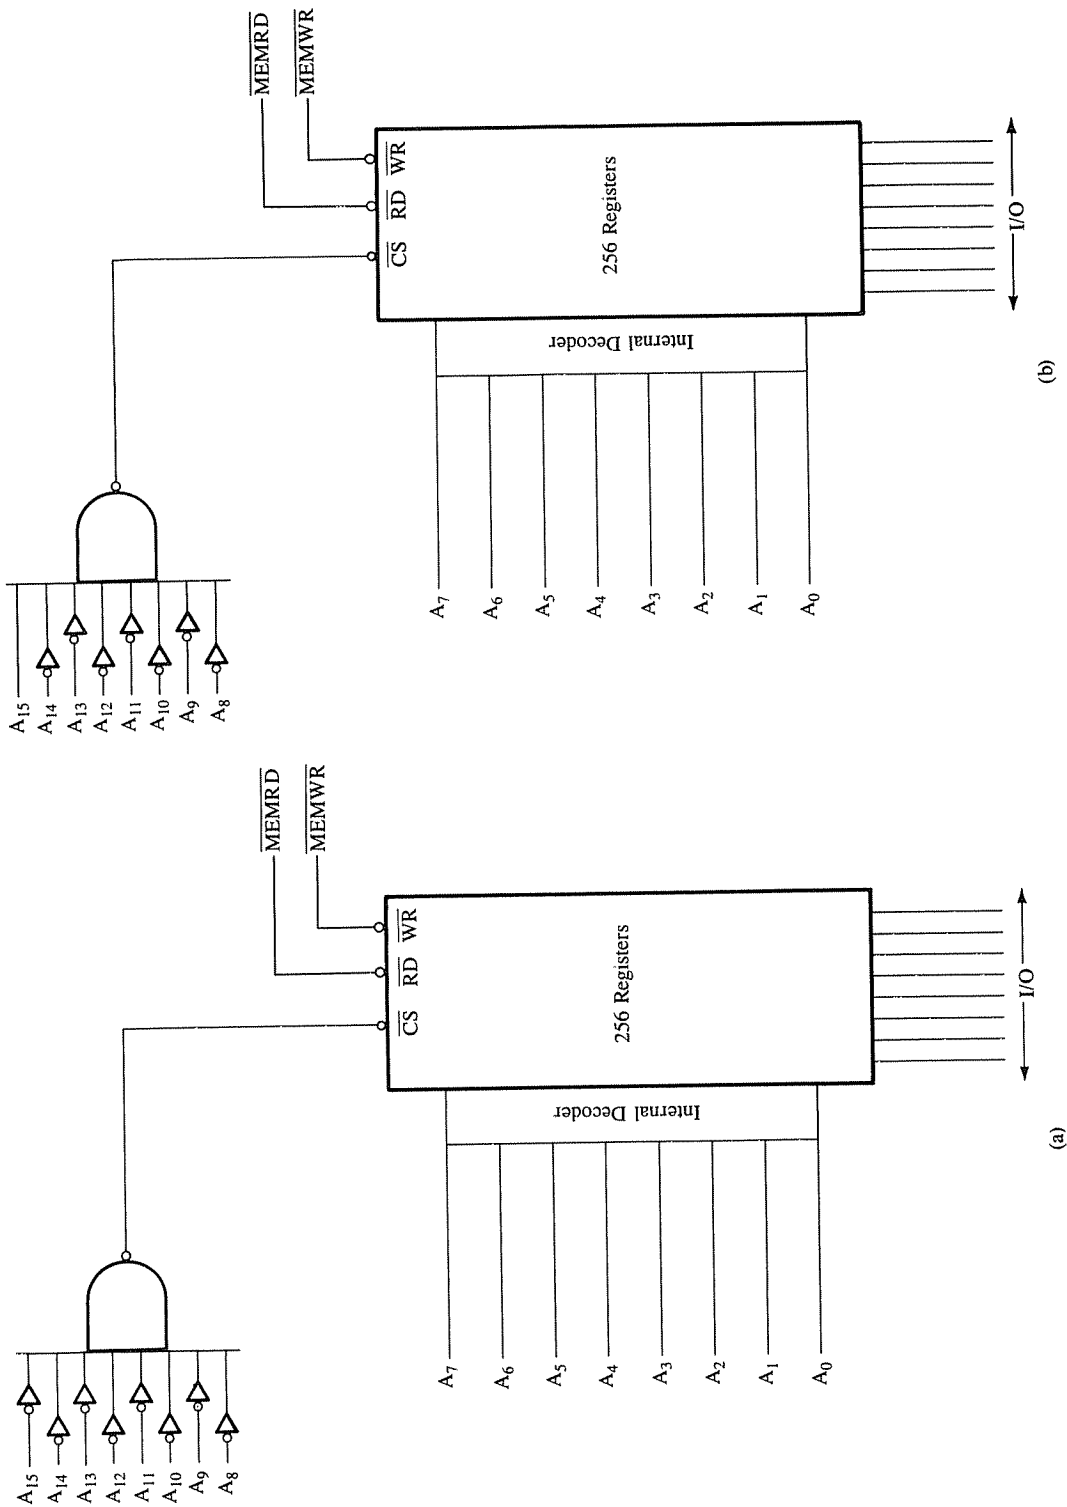 A15
A14
A13
A12
A11
A10
A9
A8
MEMRD
MEMWR
CS RD WR
256 Registers
Internal Decoder
A7
A6
A5
A4
A3
A2
A1
A0
I/O
(a)
A15
A14
A13
A12
A11
A10
A9
A8
MEMRD
MEMWR
CS RD WR
256 Registers
Internal Decoder
A7
A6
A5
A4
A3
A2
A1
A0
I/O
(b)